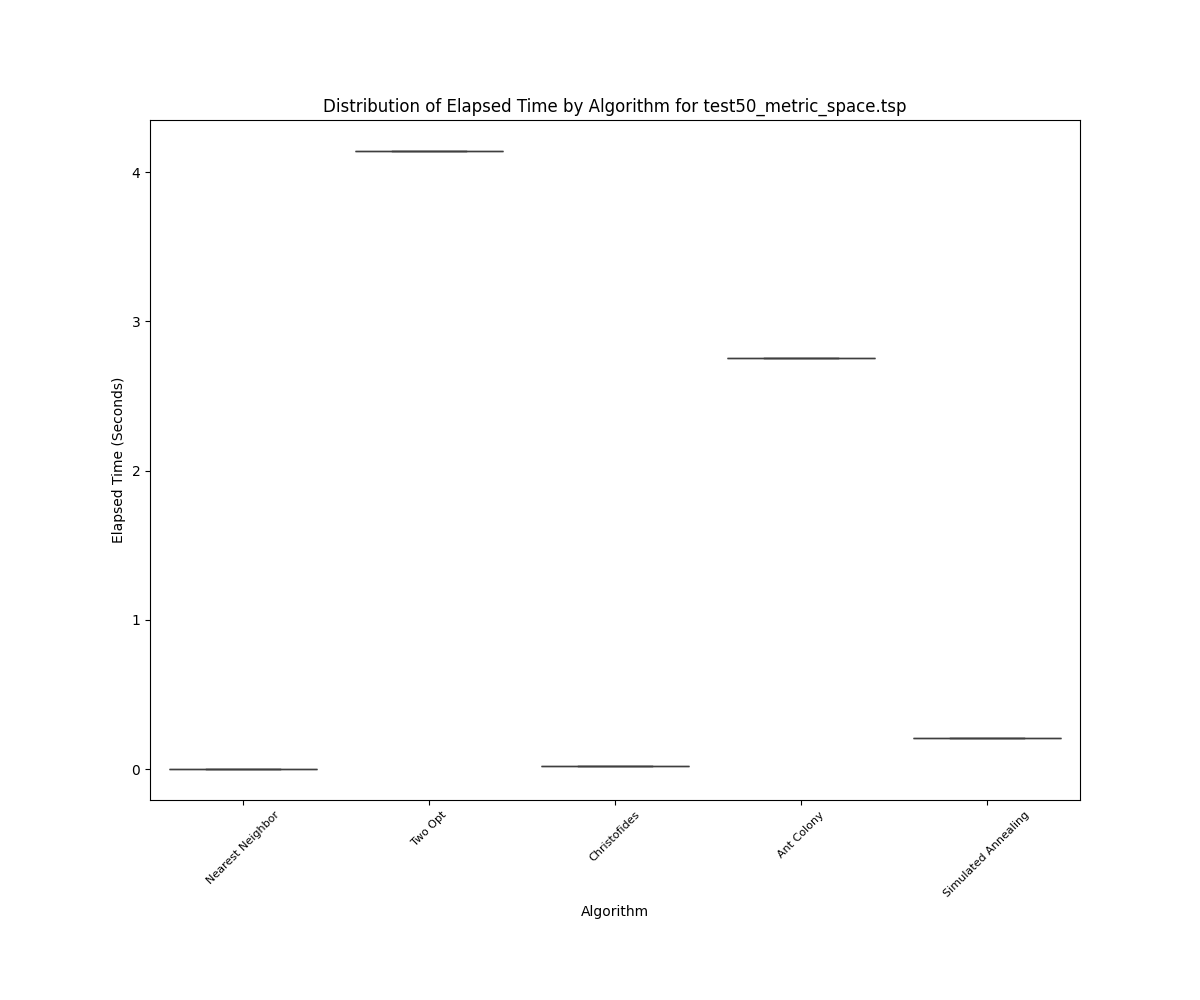 Distribution of Elapsed Time by Algorithm for test50_metric_space.tsp
Elapsed Time (Seconds)
4
3
2
1
0
Nearest Neighbor
Two Opt
Christofides
Ant Colony
Simulated Annealing
Algorithm